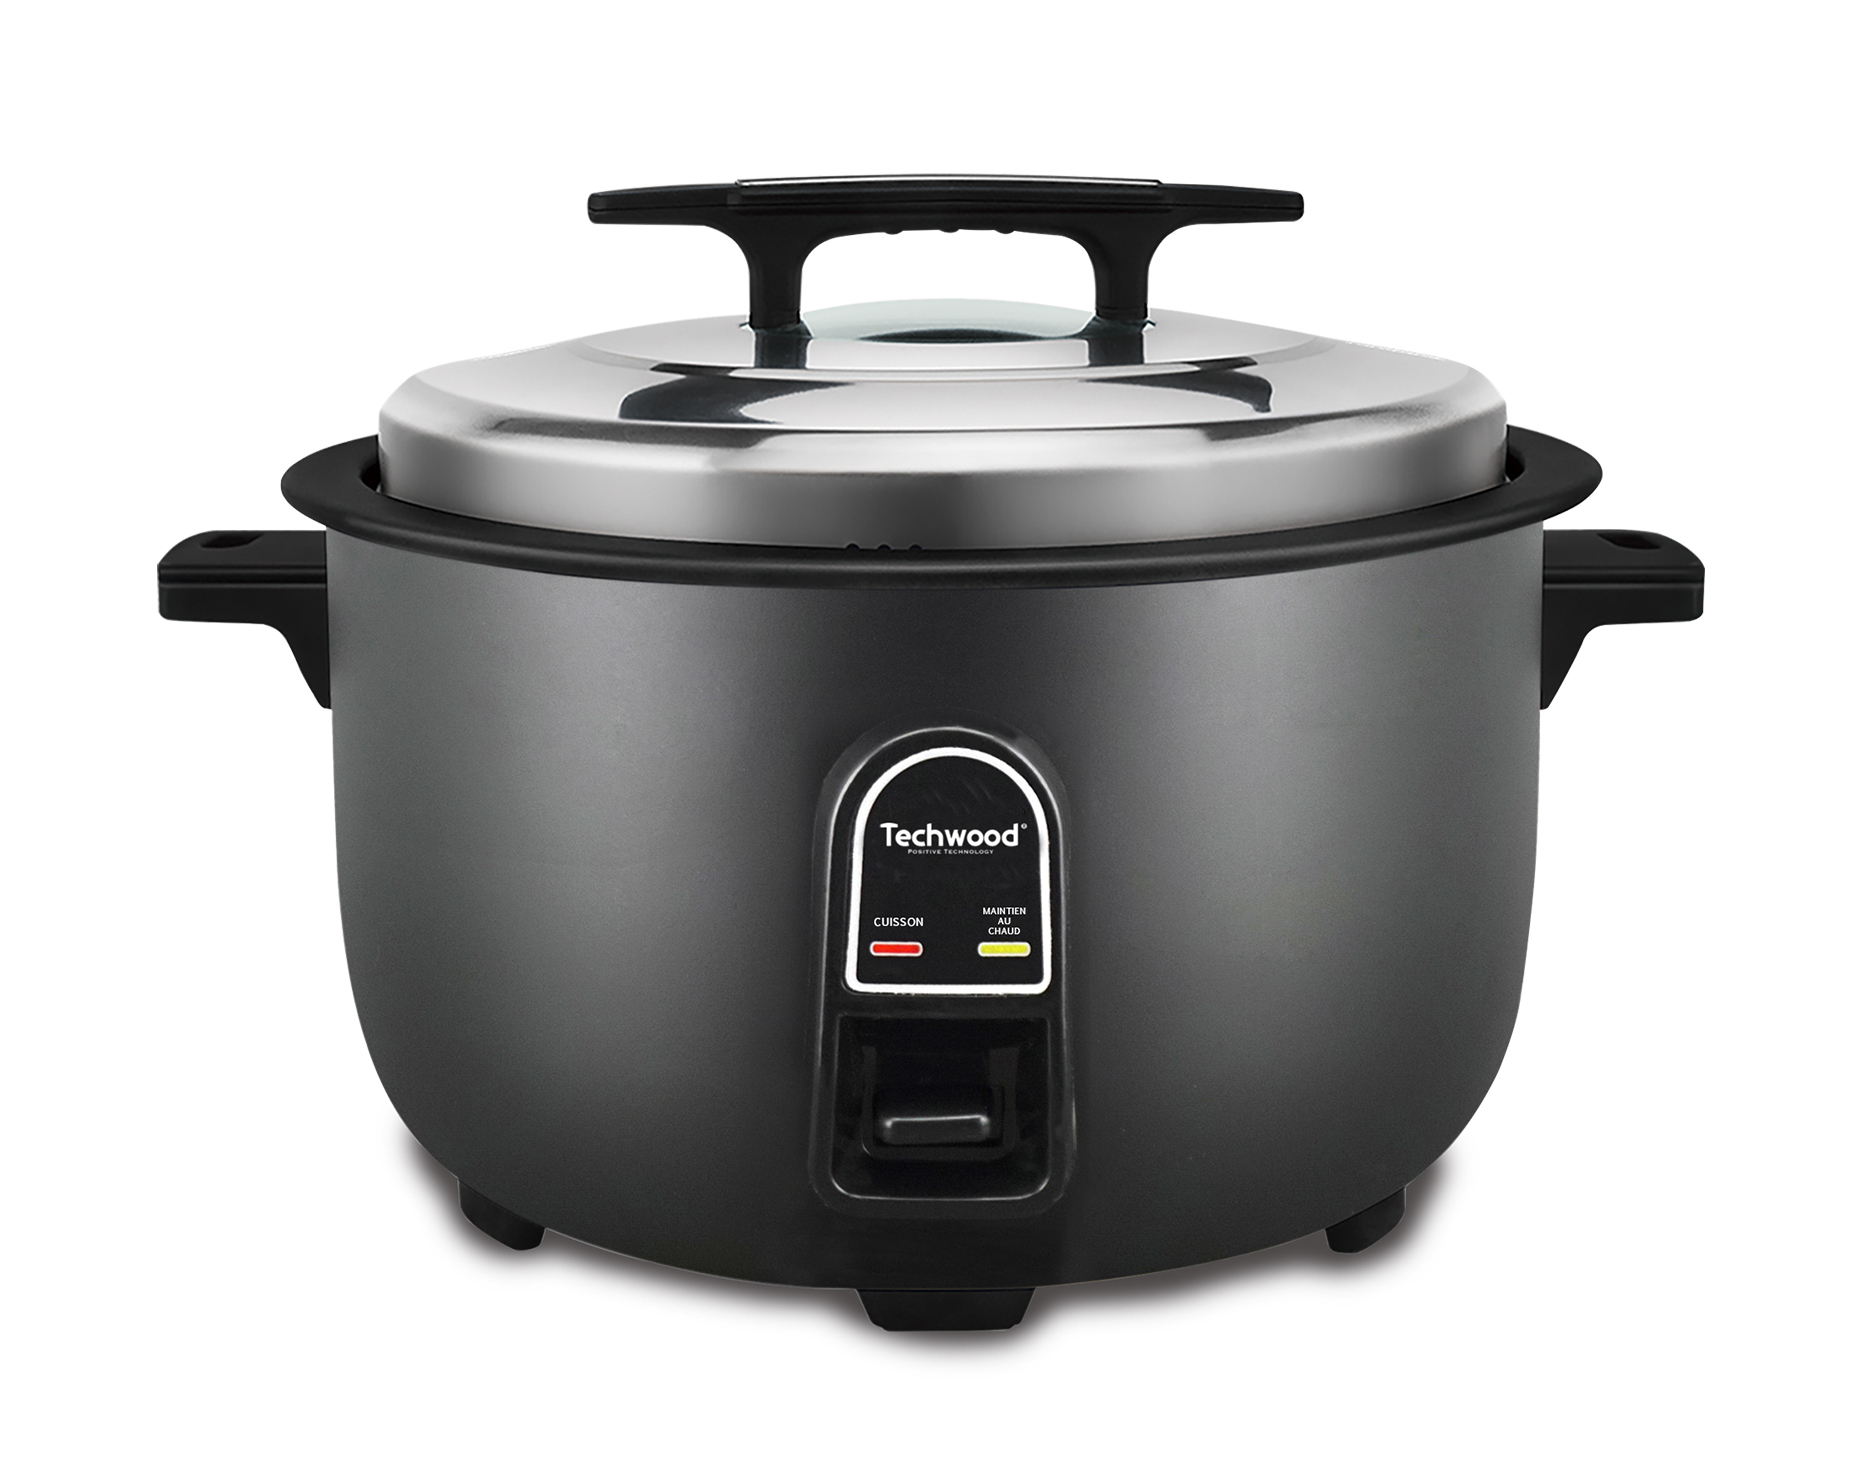 Techwood®
POSITIVE TECHNOLOGY
CUISSON
MAINTIEN
AU
CHAUD